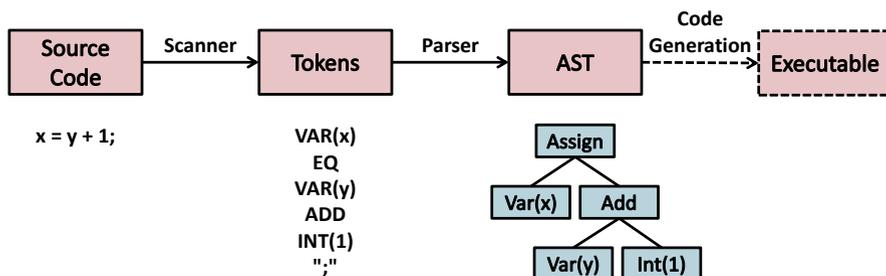 Source
Code
Scanner
Tokens
Parser
AST
Code
Generation
Executable
x = y + 1;
VAR(x)
EQ
VAR(y)
ADD
INT(1)
";"
Assign
Var(x)
Add
Var(y)
Int(1)